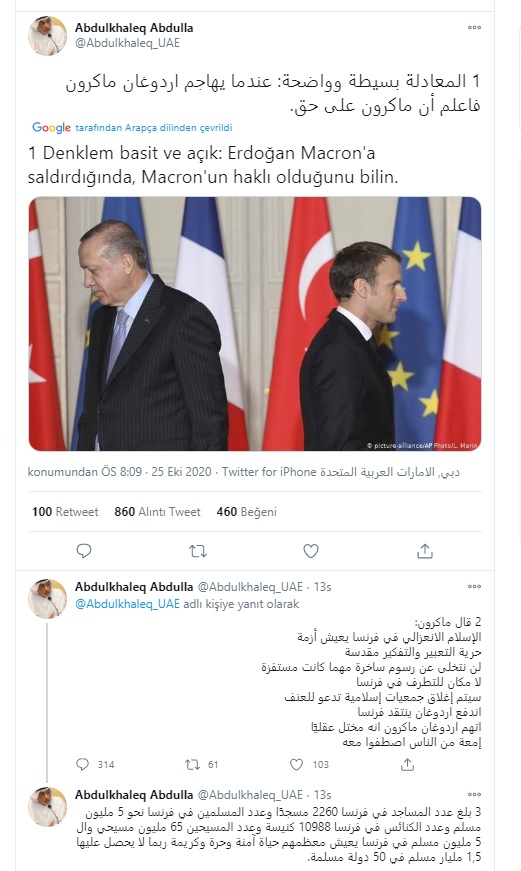 Abdulkhaleq Abdulla
@Abdulkhaleq_UAE
1 المعادلة بسيطة وواضحة: عندما يهاجم اردوغان ماكرون
فاعلم أن ماكرون على حق.
Google tarafından Arapça dilinden çevrildi
1 Denklem basit ve açık: Erdoğan Macron'a
saldırdığında, Macron'un haklı olduğunu bilin.
© picture-alliance/AP Photo/L. Marin
دبي, الامارات العربية المتحدة konumundan ÖS 8:09 · 25 Eki 2020 · Twitter for iPhone
100 Retweet 860 Alıntı Tweet 460 Beğeni
Abdulkhaleq Abdulla @Abdulkhaleq_UAE · 13s
@Abdulkhaleq_UAE adlı kişiye yanıt olarak
2 قال ماكرون:
الإسلام الانعزالي في فرنسا يعيش أزمة
حرية التعبير والتفكير مقدسة
لن نتخلى عن رسوم ساخرة مهما كانت مستفزة
لا مكان للتطرف في فرنسا
سيتم إغلاق جمعيات إسلامية تدعو للعنف
اندفع اردوغان ينتقد فرنسا
اتهم اردوغان ماكرون انه مختل عقليًا
إمعة من الناس اصطفوا معه
314 61 103
Abdulkhaleq Abdulla @Abdulkhaleq_UAE · 13s
3 بلغ عدد المساجد في فرنسا 2260 مسجدًا وعدد المسلمين في فرنسا نحو 5 مليون
مسلم وعدد الكنائس في فرنسا 10988 كنيسة وعدد المسيحيين 65 مليون مسيحي وال
5 مليون مسلم في فرنسا يعيش معظمهم حياة آمنة وحرة وكريمة ربما لا يحصل عليها
1,5 مليار مسلم في 50 دولة مسلمة.